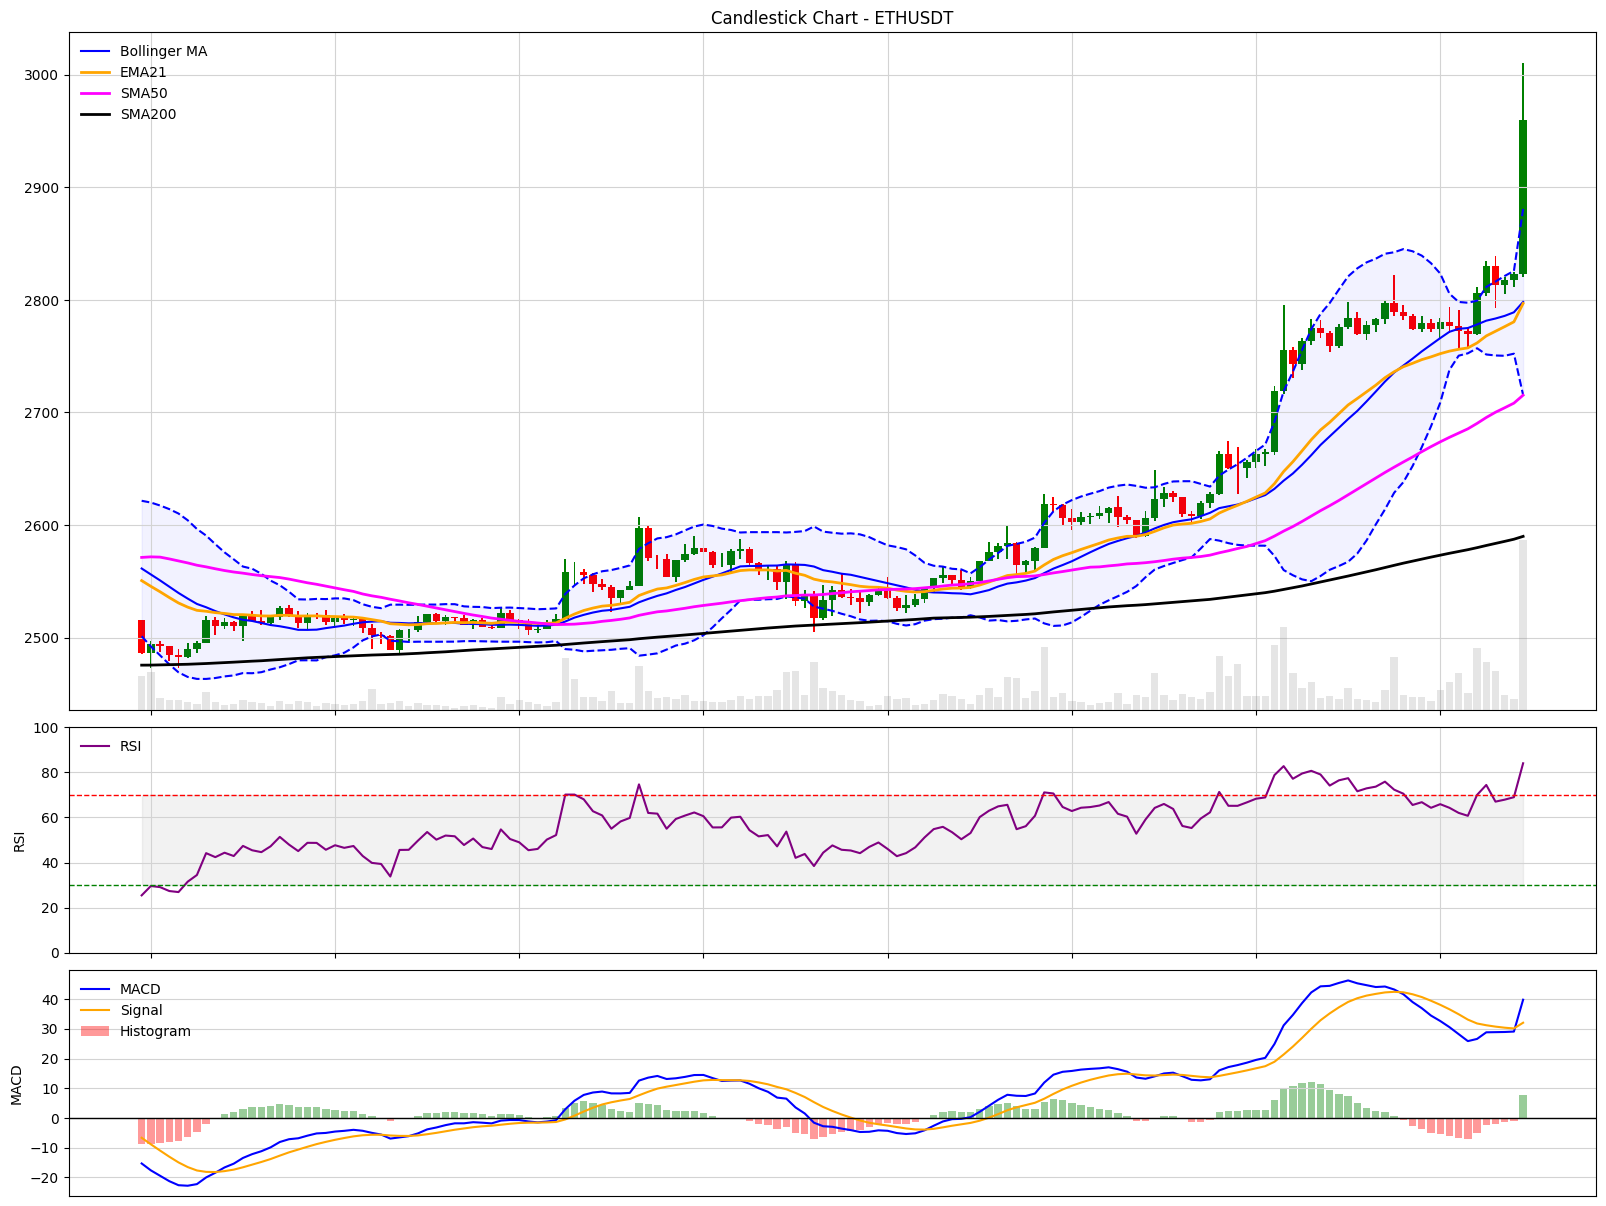 Candlestick Chart - ETHUSDT
Bollinger MA
EMA21
SMA50
SMA200
3000
2900
2800
2700
2600
2500
100
80
60
40
20
0
RSI
RSI
40
30
20
10
0
−10
−20
MACD
MACD
Signal
Histogram